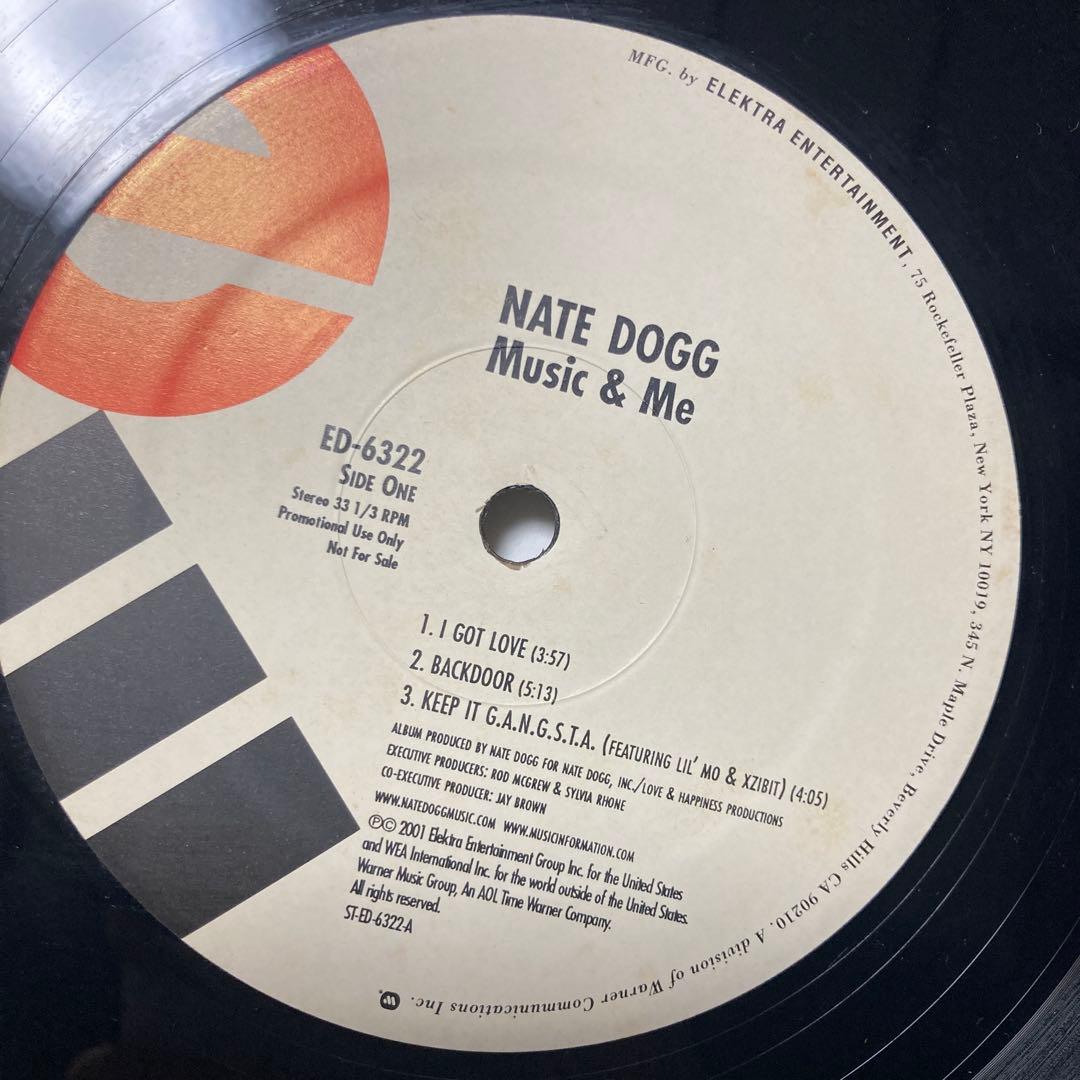 MFG. by ELEKTRA ENTERTAINMENT, 75 Rockefeller Plaza, New York NY 10019, 345 N. Maple Drive, Beverly Hills CA 90210. A division of Warner Communications Inc.
NATE DOGG
Music & Me
ED-6322
SIDE ONE
Stereo 33 1/3 RPM
Promotional Use Only
Not For Sale
1. I GOT LOVE (3:57)
2. BACKDOOR (5:13)
3. KEEP IT G.A.N.G.S.T.A. (FEATURING LIL' MO & XZIBIT) (4:05)
ALBUM PRODUCED BY NATE DOGG FOR NATE DOGG, INC./LOVE & HAPPINESS PRODUCTIONS
EXECUTIVE PRODUCERS: ROD MCGREW & SYLVIA RHONE
CO-EXECUTIVE PRODUCER: JAY BROWN
WWW.NATEDOGGMUSIC.COM WWW.MUSICINFORMATION.COM
℗© 2001 Elektra Entertainment Group Inc. for the United States
and WEA International Inc. for the world outside of the United States.
Warner Music Group, An AOL Time Warner Company.
All rights reserved.
ST-ED-6322-A